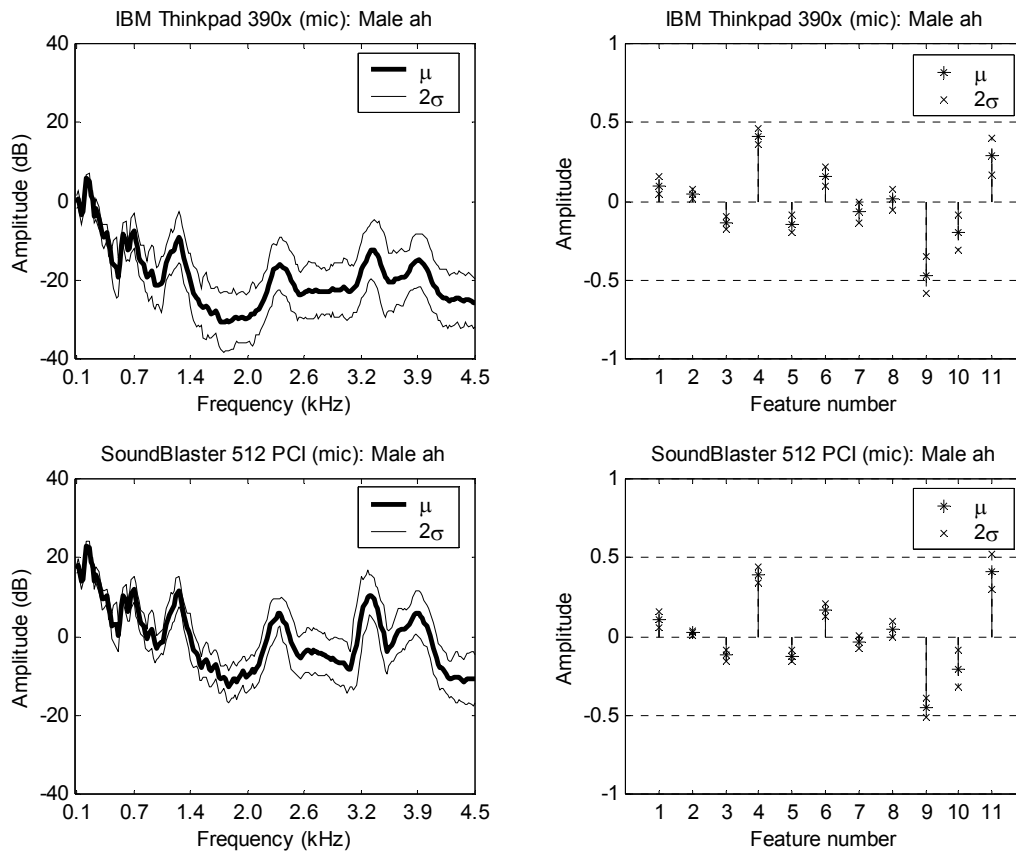 IBM Thinkpad 390x (mic): Male ah
40
20
0
-20
-40
Amplitude (dB)
μ
2σ
0.1 0.7 1.4 2.0 2.6 3.2 3.9 4.5
Frequency (kHz)
IBM Thinkpad 390x (mic): Male ah
1
0.5
0
-0.5
-1
Amplitude
μ
2σ
1 2 3 4 5 6 7 8 9 10 11
Feature number
SoundBlaster 512 PCI (mic): Male ah
40
20
0
-20
-40
Amplitude (dB)
μ
2σ
0.1 0.7 1.4 2.0 2.6 3.2 3.9 4.5
Frequency (kHz)
SoundBlaster 512 PCI (mic): Male ah
1
0.5
0
-0.5
-1
Amplitude
μ
2σ
1 2 3 4 5 6 7 8 9 10 11
Feature number